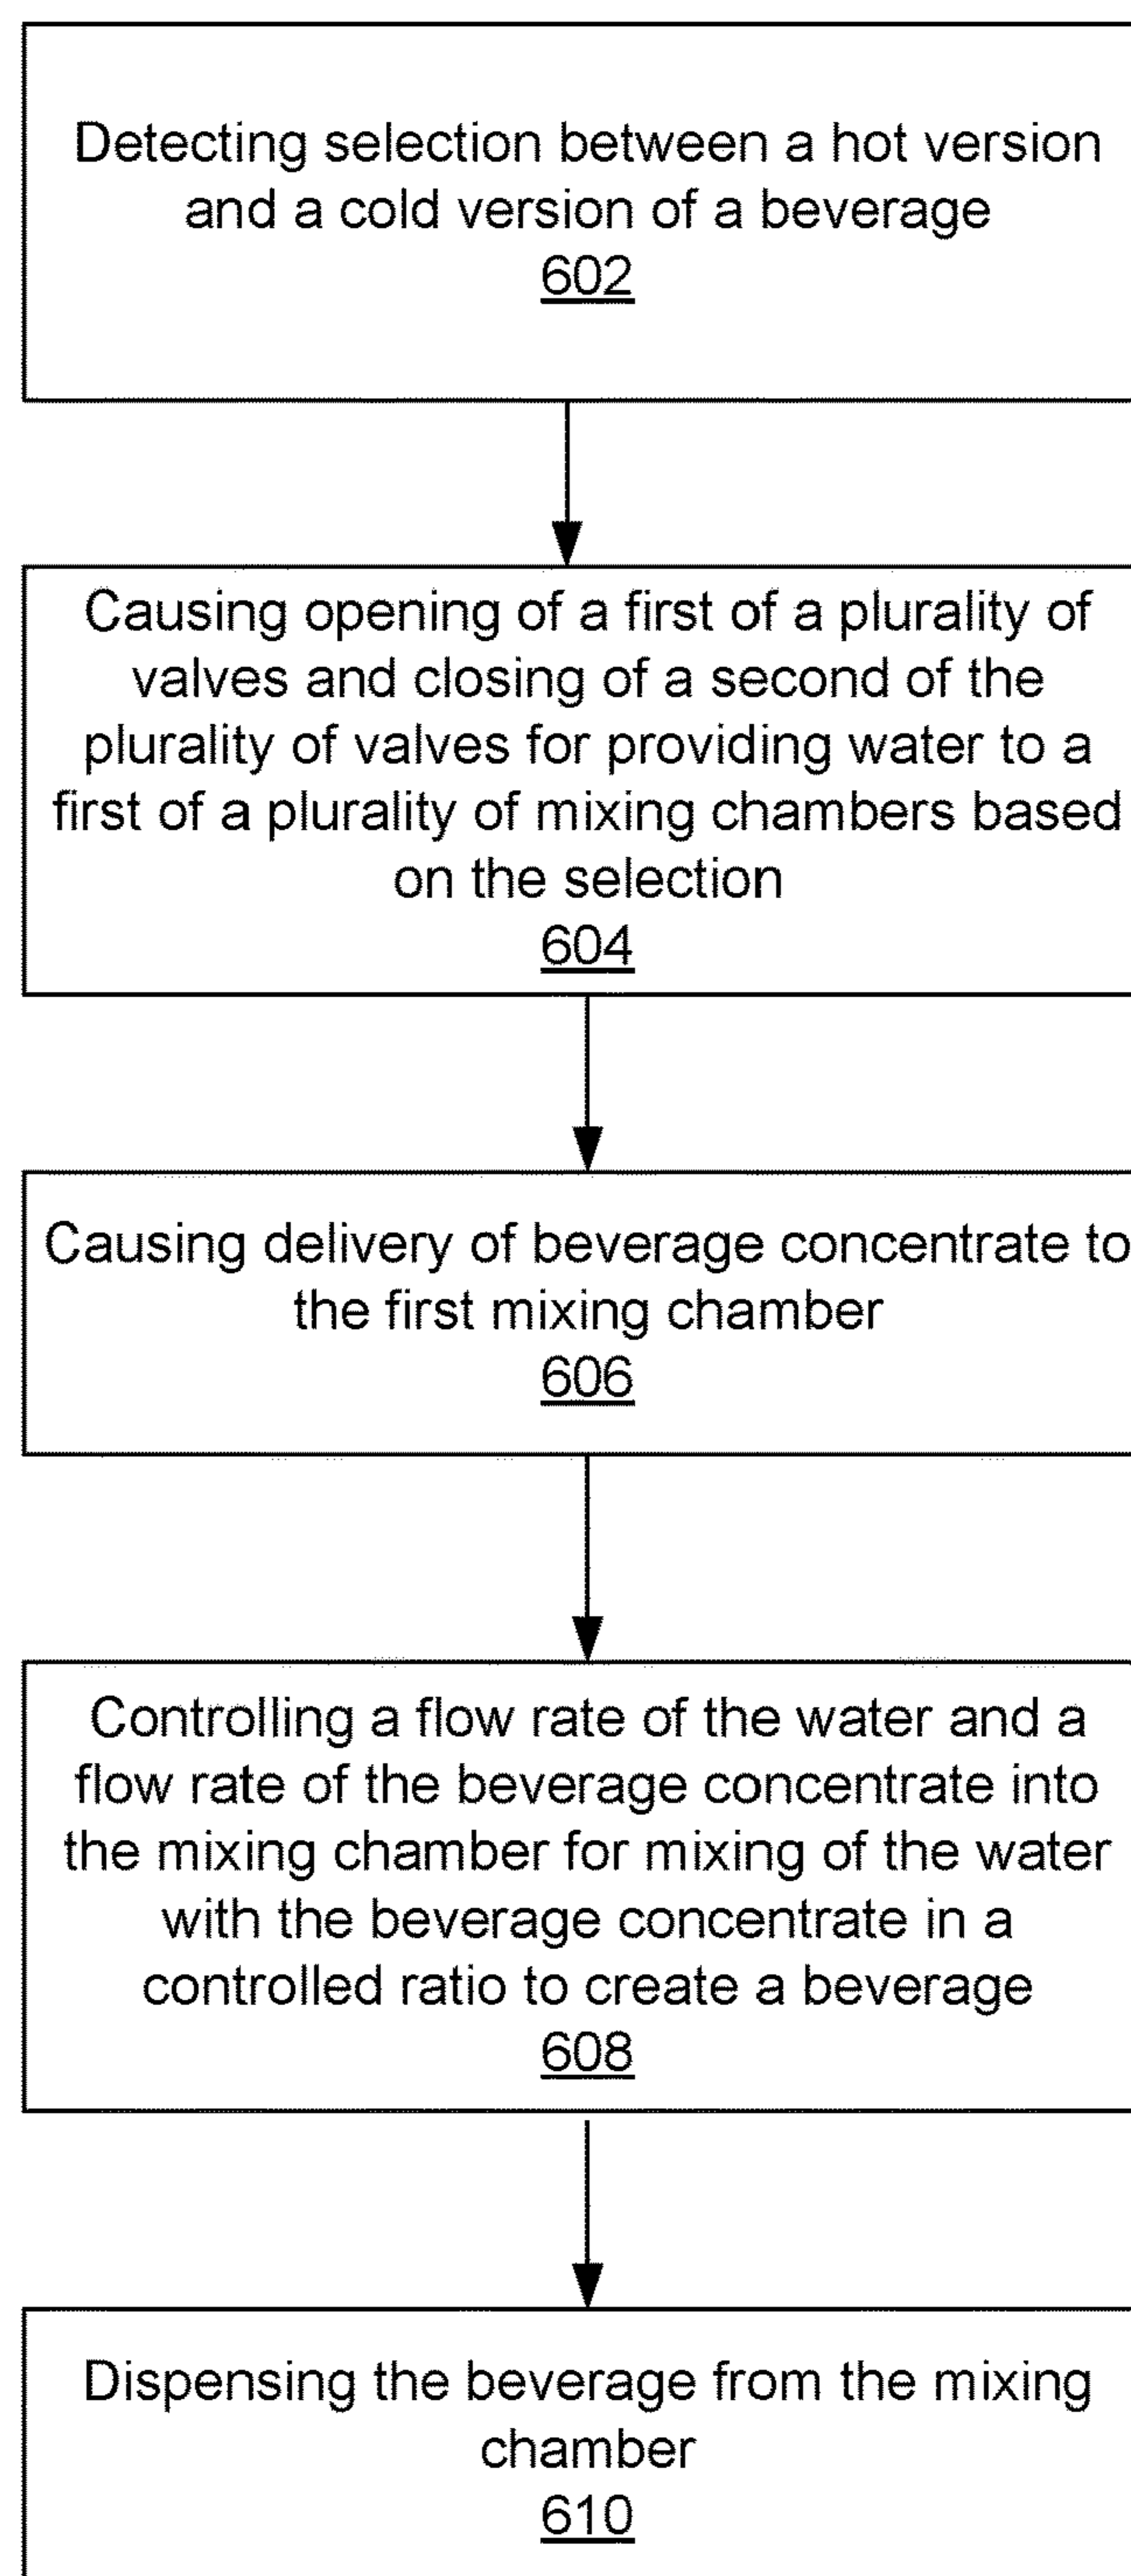 Detecting selection between a hot version
and a cold version of a beverage
602
Causing opening of a first of a plurality of
valves and closing of a second of the
plurality of valves for providing water to a
first of a plurality of mixing chambers based
on the selection
604
Causing delivery of beverage concentrate to
the first mixing chamber
606
Controlling a flow rate of the water and a
flow rate of the beverage concentrate into
the mixing chamber for mixing of the water
with the beverage concentrate in a
controlled ratio to create a beverage
608
Dispensing the beverage from the mixing
chamber
610